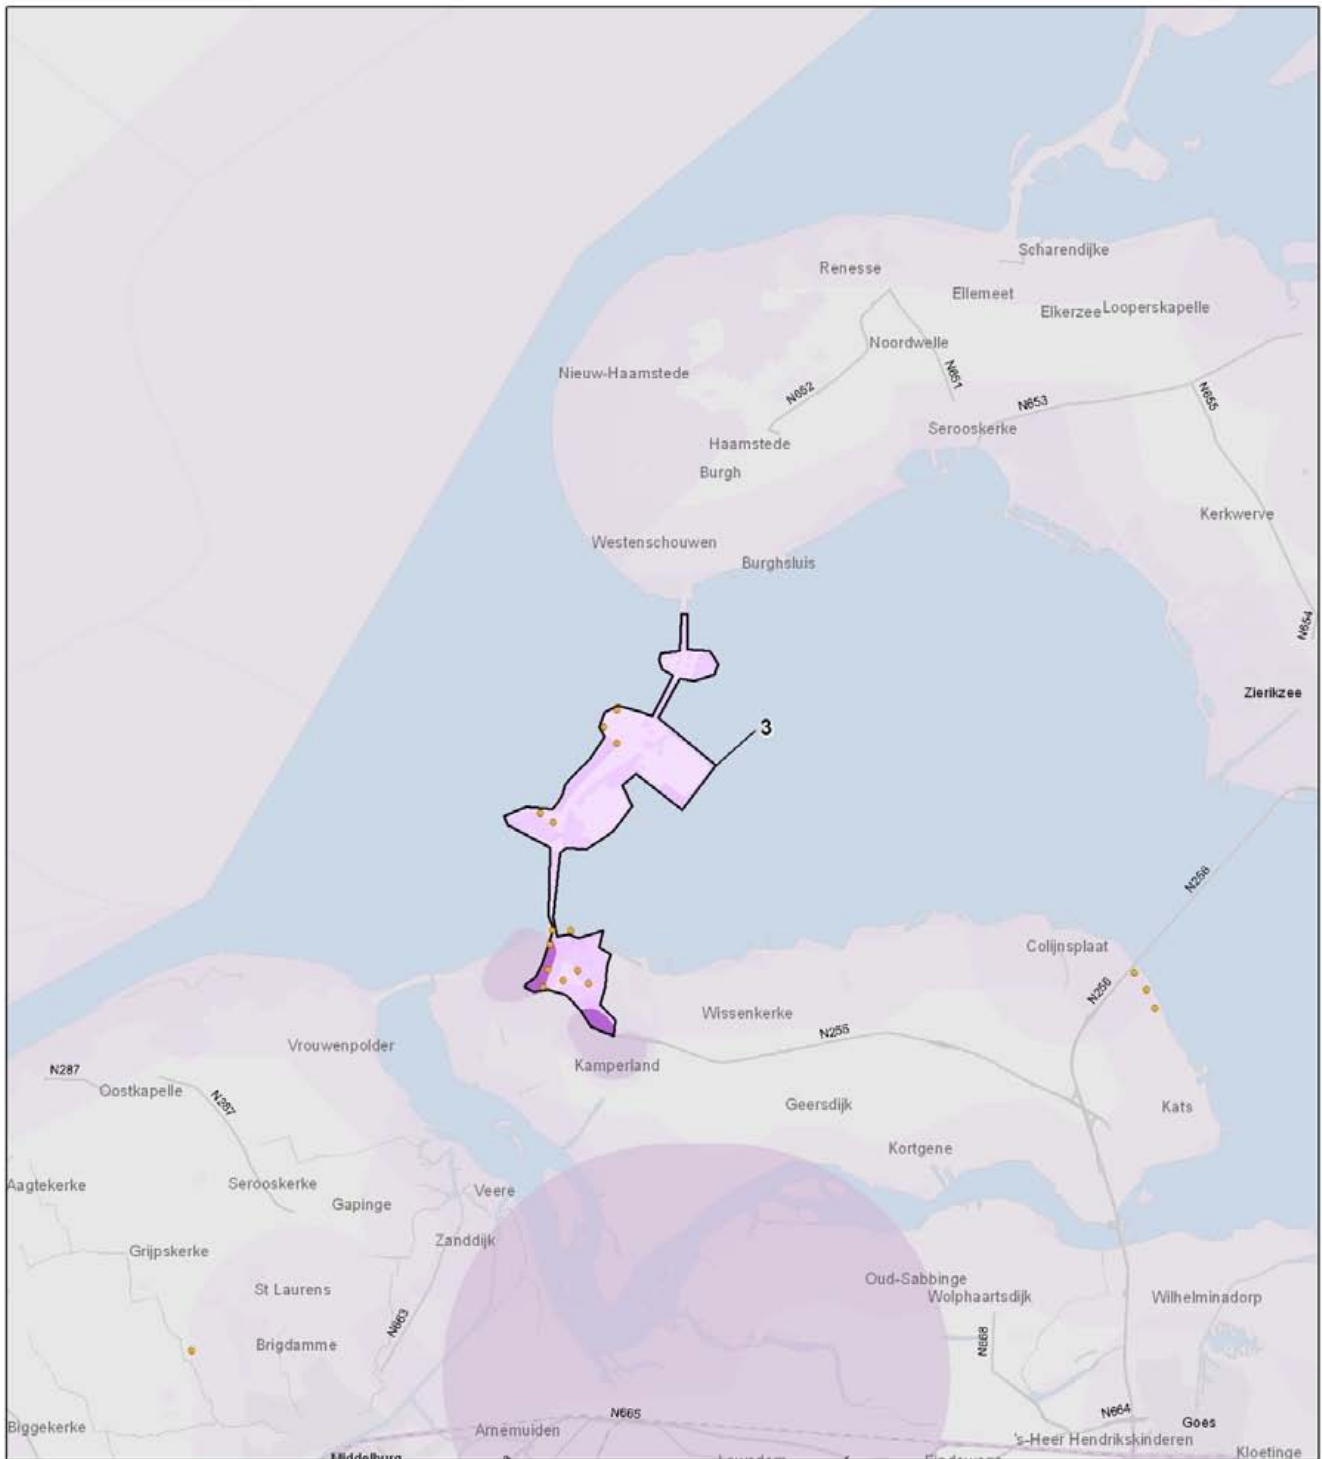 Scharendijke
Renesse
Ellemeet
Elkerzee
Looperskapelle
Noordwelle
N651
Nieuw-Haamstede
N652
N653
N655
Serooskerke
Haamstede
Burgh
Kerkwerve
Westenschouwen
Burghsluis
N654
Zierikzee
3
N256
Colijnsplaat
N256
Wissenkerke
N255
Vrouwenpolder
Kamperland
N287
Oostkapelle
N287
Geersdijk
Kats
Kortgene
Aagtekerke
Serooskerke
Veere
Gapinge
Zanddijk
Grijpskerke
St Laurens
Oud-Sabbinge
Wolphaartsdijk
Wilhelminadorp
N663
Brigdamme
N668
N665
N664
Goes
Biggekerke
Arnemuiden
's-Heer Hendrikskinderen
Kloetinge
Middelburg